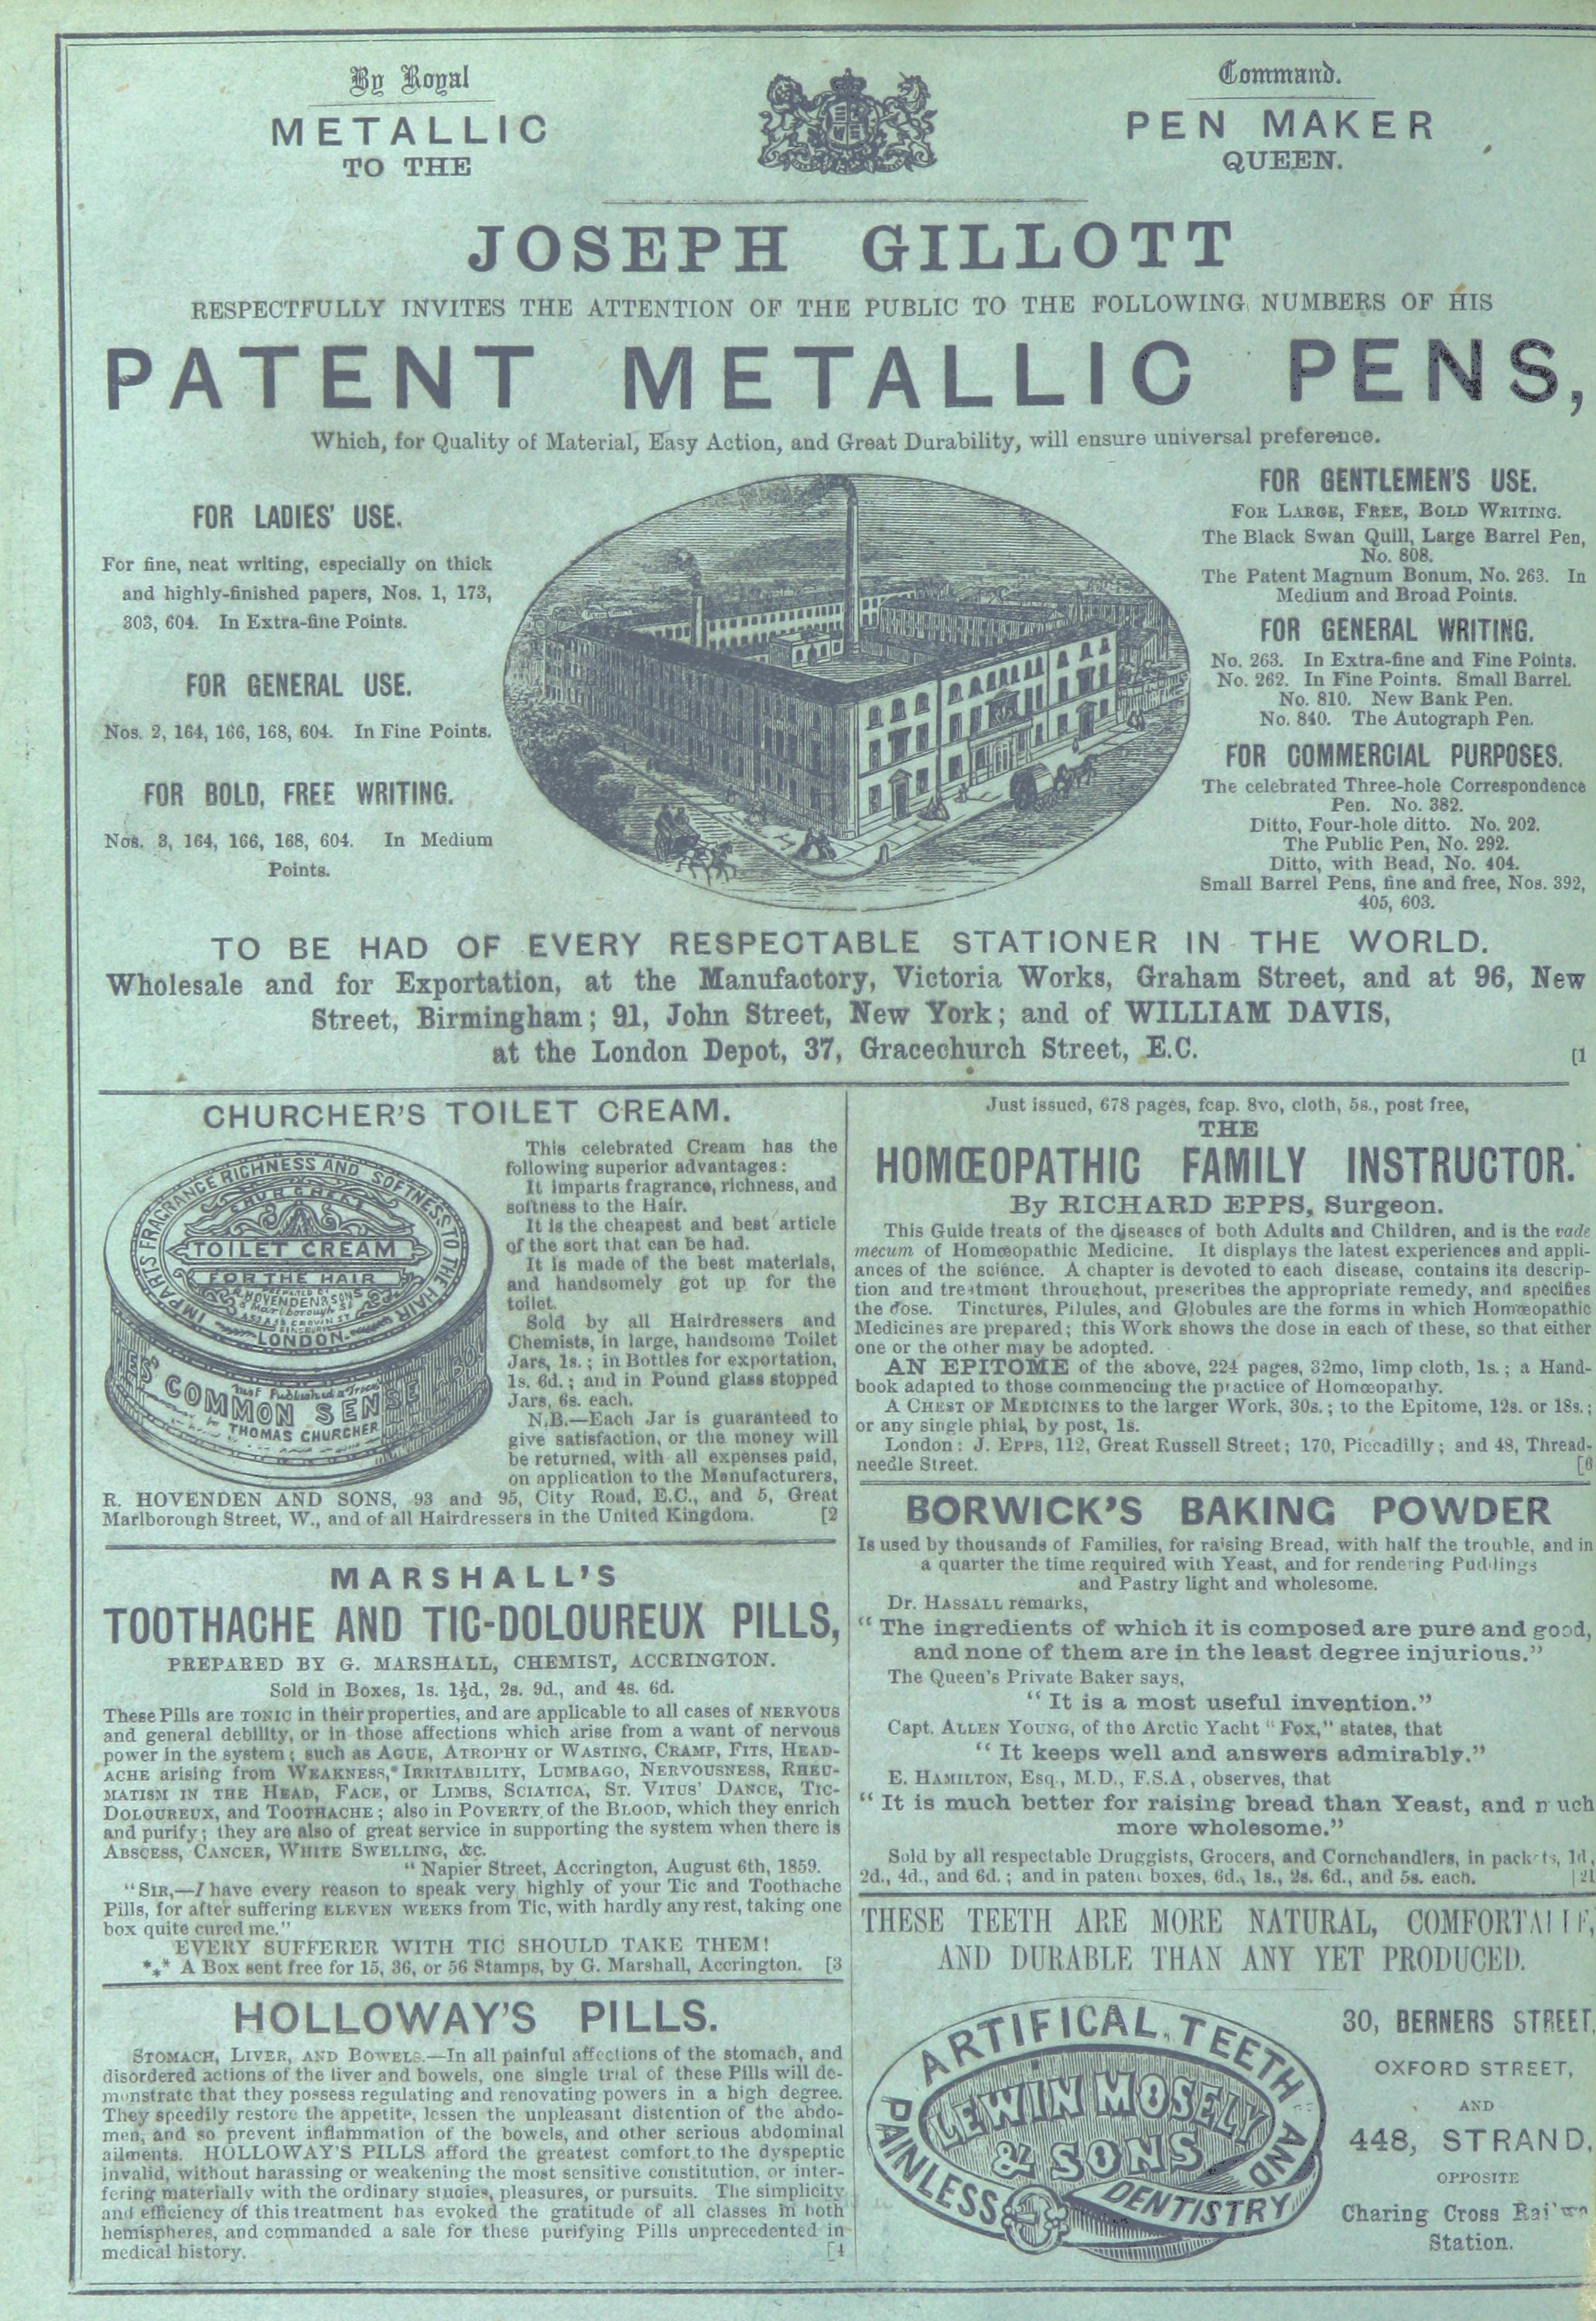 By Royal
METALLIC
TO THE
Command.
PEN MAKER
QUEEN.
JOSEPH GILLOTT
RESPECTFULLY INVITES THE ATTENTION OF THE PUBLIC TO THE FOLLOWING NUMBERS OF HIS
PATENT METALLIC PENS,
Which, for Quality of Material, Easy Action, and Great Durability, will ensure universal preference.
FOR LADIES' USE.
For fine, neat writing, especially on thick
and highly-finished papers, Nos. 1, 173,
303, 604. In Extra-fine Points.
FOR GENERAL USE.
Nos. 2, 164, 166, 168, 604. In Fine Points.
FOR BOLD, FREE WRITING.
Nos. 3, 164, 166, 168, 604. In Medium
Points.
FOR GENTLEMEN'S USE.
FOR LARGE, FREE, BOLD WRITING.
The Black Swan Quill, Large Barrel Pen,
No. 808.
The Patent Magnum Bonum, No. 263. In
Medium and Broad Points.
FOR GENERAL WRITING.
No. 263. In Extra-fine and Fine Points.
No. 262. In Fine Points. Small Barrel.
No. 810. New Bank Pen.
No. 840. The Autograph Pen.
FOR COMMERCIAL PURPOSES.
The celebrated Three-hole Correspondence
Pen. No. 382.
Ditto, Four-hole ditto. No. 202.
The Public Pen, No. 292.
Ditto, with Bead, No. 404.
Small Barrel Pens, fine and free, Nos. 392,
405, 603.
TO BE HAD OF EVERY RESPECTABLE STATIONER IN THE WORLD.
Wholesale and for Exportation, at the Manufactory, Victoria Works, Graham Street, and at 96, New
Street, Birmingham; 91, John Street, New York; and of WILLIAM DAVIS,
at the London Depot, 37, Gracechurch Street, E.C.
[1
CHURCHER'S TOILET CREAM.
IMPARTS FRAGRANCE RICHNESS AND SOFTNESS TO THE HAIR
CHURCHER'S
TOILET CREAM
FOR THE HAIR
PREPARED BY
R. HOVENDEN & SONS
5 Marlborough St
LONDON.
COMMON SENSE
THOMAS CHURCHER
This celebrated Cream has the
following superior advantages:
It imparts fragrance, richness, and
softness to the Hair.
It is the cheapest and best article
of the sort that can be had.
It is made of the best materials,
and handsomely got up for the
toilet.
Sold by all Hairdressers and
Chemists, in large, handsome Toilet
Jars, 1s.; in Bottles for exportation,
1s. 6d.; and in Pound glass stopped
Jars, 6s. each.
N.B.—Each Jar is guaranteed to
give satisfaction, or the money will
be returned, with all expenses paid,
on application to the Manufacturers,
R. HOVENDEN AND SONS, 93 and 95, City Road, E.C., and 5, Great
Marlborough Street, W., and of all Hairdressers in the United Kingdom. [2
MARSHALL'S
TOOTHACHE AND TIC-DOLOUREUX PILLS,
PREPARED BY G. MARSHALL, CHEMIST, ACCRINGTON.
Sold in Boxes, 1s. 1½d., 2s. 9d., and 4s. 6d.
These Pills are TONIC in their properties, and are applicable to all cases of NERVOUS
and general debility, or in those affections which arise from a want of nervous
power in the system; such as AGUE, ATROPHY or WASTING, CRAMP, FITS, HEAD-
ACHE arising from WEAKNESS, IRRITABILITY, LUMBAGO, NERVOUSNESS, RHEU-
MATISM IN THE HEAD, FACE, OR LIMBS, SCIATICA, ST. VITUS' DANCE, TIC-
DOLOUREUX, and TOOTHACHE; also in POVERTY of the BLOOD, which they enrich
and purify; they are also of great service in supporting the system when there is
ABSCESS, CANCER, WHITE SWELLING, &c.
"Napier Street, Accrington, August 6th, 1859.
"SIR,—I have every reason to speak very highly of your Tic and Toothache
Pills, for after suffering ELEVEN WEEKS from Tic, with hardly any rest, taking one
box quite cured me."
EVERY SUFFERER WITH TIC SHOULD TAKE THEM!
*** A Box sent free for 15, 36, or 56 Stamps, by G. Marshall, Accrington. [3
HOLLOWAY'S PILLS.
STOMACH, LIVER, AND BOWELS.—In all painful affections of the stomach, and
disordered actions of the liver and bowels, one single trial of these Pills will de-
monstrate that they possess regulating and renovating powers in a high degree.
They speedily restore the appetite, lessen the unpleasant distention of the abdo-
men, and so prevent inflammation of the bowels, and other serious abdominal
ailments. HOLLOWAY'S PILLS afford the greatest comfort to the dyspeptic
invalid, without harassing or weakening the most sensitive constitution, or inter-
fering materially with the ordinary studies, pleasures, or pursuits. The simplicity
and efficiency of this treatment has evoked the gratitude of all classes in both
hemispheres, and commanded a sale for these purifying Pills unprecedented in
medical history. [4
Just issued, 678 pages, fcap. 8vo, cloth, 5s., post free,
THE
HOMŒOPATHIC FAMILY INSTRUCTOR.
By RICHARD EPPS, Surgeon.
This Guide treats of the diseases of both Adults and Children, and is the vade
mecum of Homœopathic Medicine. It displays the latest experiences and appli-
ances of the science. A chapter is devoted to each disease, contains its descrip-
tion and treatment throughout, prescribes the appropriate remedy, and specifies
the dose. Tinctures, Pilules, and Globules are the forms in which Homœopathic
Medicines are prepared; this Work shows the dose in each of these, so that either
one or the other may be adopted.
AN EPITOME of the above, 224 pages, 32mo, limp cloth, 1s.; a Hand-
book adapted to those commencing the practice of Homœopathy.
A CHEST OF MEDICINES to the larger Work, 30s.; to the Epitome, 12s. or 18s.;
or any single phial, by post, 1s.
London: J. EPPS, 112, Great Russell Street; 170, Piccadilly; and 48, Thread-
needle Street. [6
BORWICK'S BAKING POWDER
Is used by thousands of Families, for raising Bread, with half the trouble, and in
a quarter the time required with Yeast, and for rendering Puddings
and Pastry light and wholesome.
Dr. HASSALL remarks,
"The ingredients of which it is composed are pure and good,
and none of them are in the least degree injurious."
The Queen's Private Baker says,
"It is a most useful invention."
Capt. ALLEN YOUNG, of the Arctic Yacht "Fox," states, that
"It keeps well and answers admirably."
E. HAMILTON, Esq., M.D., F.S.A., observes, that
"It is much better for raising bread than Yeast, and much
more wholesome."
Sold by all respectable Druggists, Grocers, and Cornchandlers, in packets, 1d,
2d., 4d., and 6d.; and in patent boxes, 6d., 1s., 2s. 6d., and 5s. each. [21
THESE TEETH ARE MORE NATURAL, COMFORTABLE,
AND DURABLE THAN ANY YET PRODUCED.
ARTIFICAL TEETH AND
PAINLESS DENTISTRY
LEWIN MOSELY
& SONS
30, BERNERS STREET,
OXFORD STREET,
AND
448, STRAND,
OPPOSITE
Charing Cross Railway
Station.